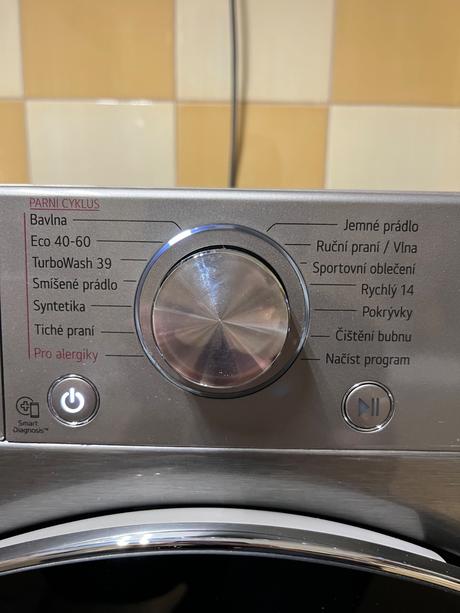 PARNÍ CYKLUS
Bavlna
Eco 40-60
TurboWash 39
Smíšené prádlo
Syntetika
Tiché praní
Pro alergiky
Smart
Diagnosis™
Jemné prádlo
Ruční praní / Vlna
Sportovní oblečení
Rychlý 14
Pokrývky
Čištění bubnu
Načíst program